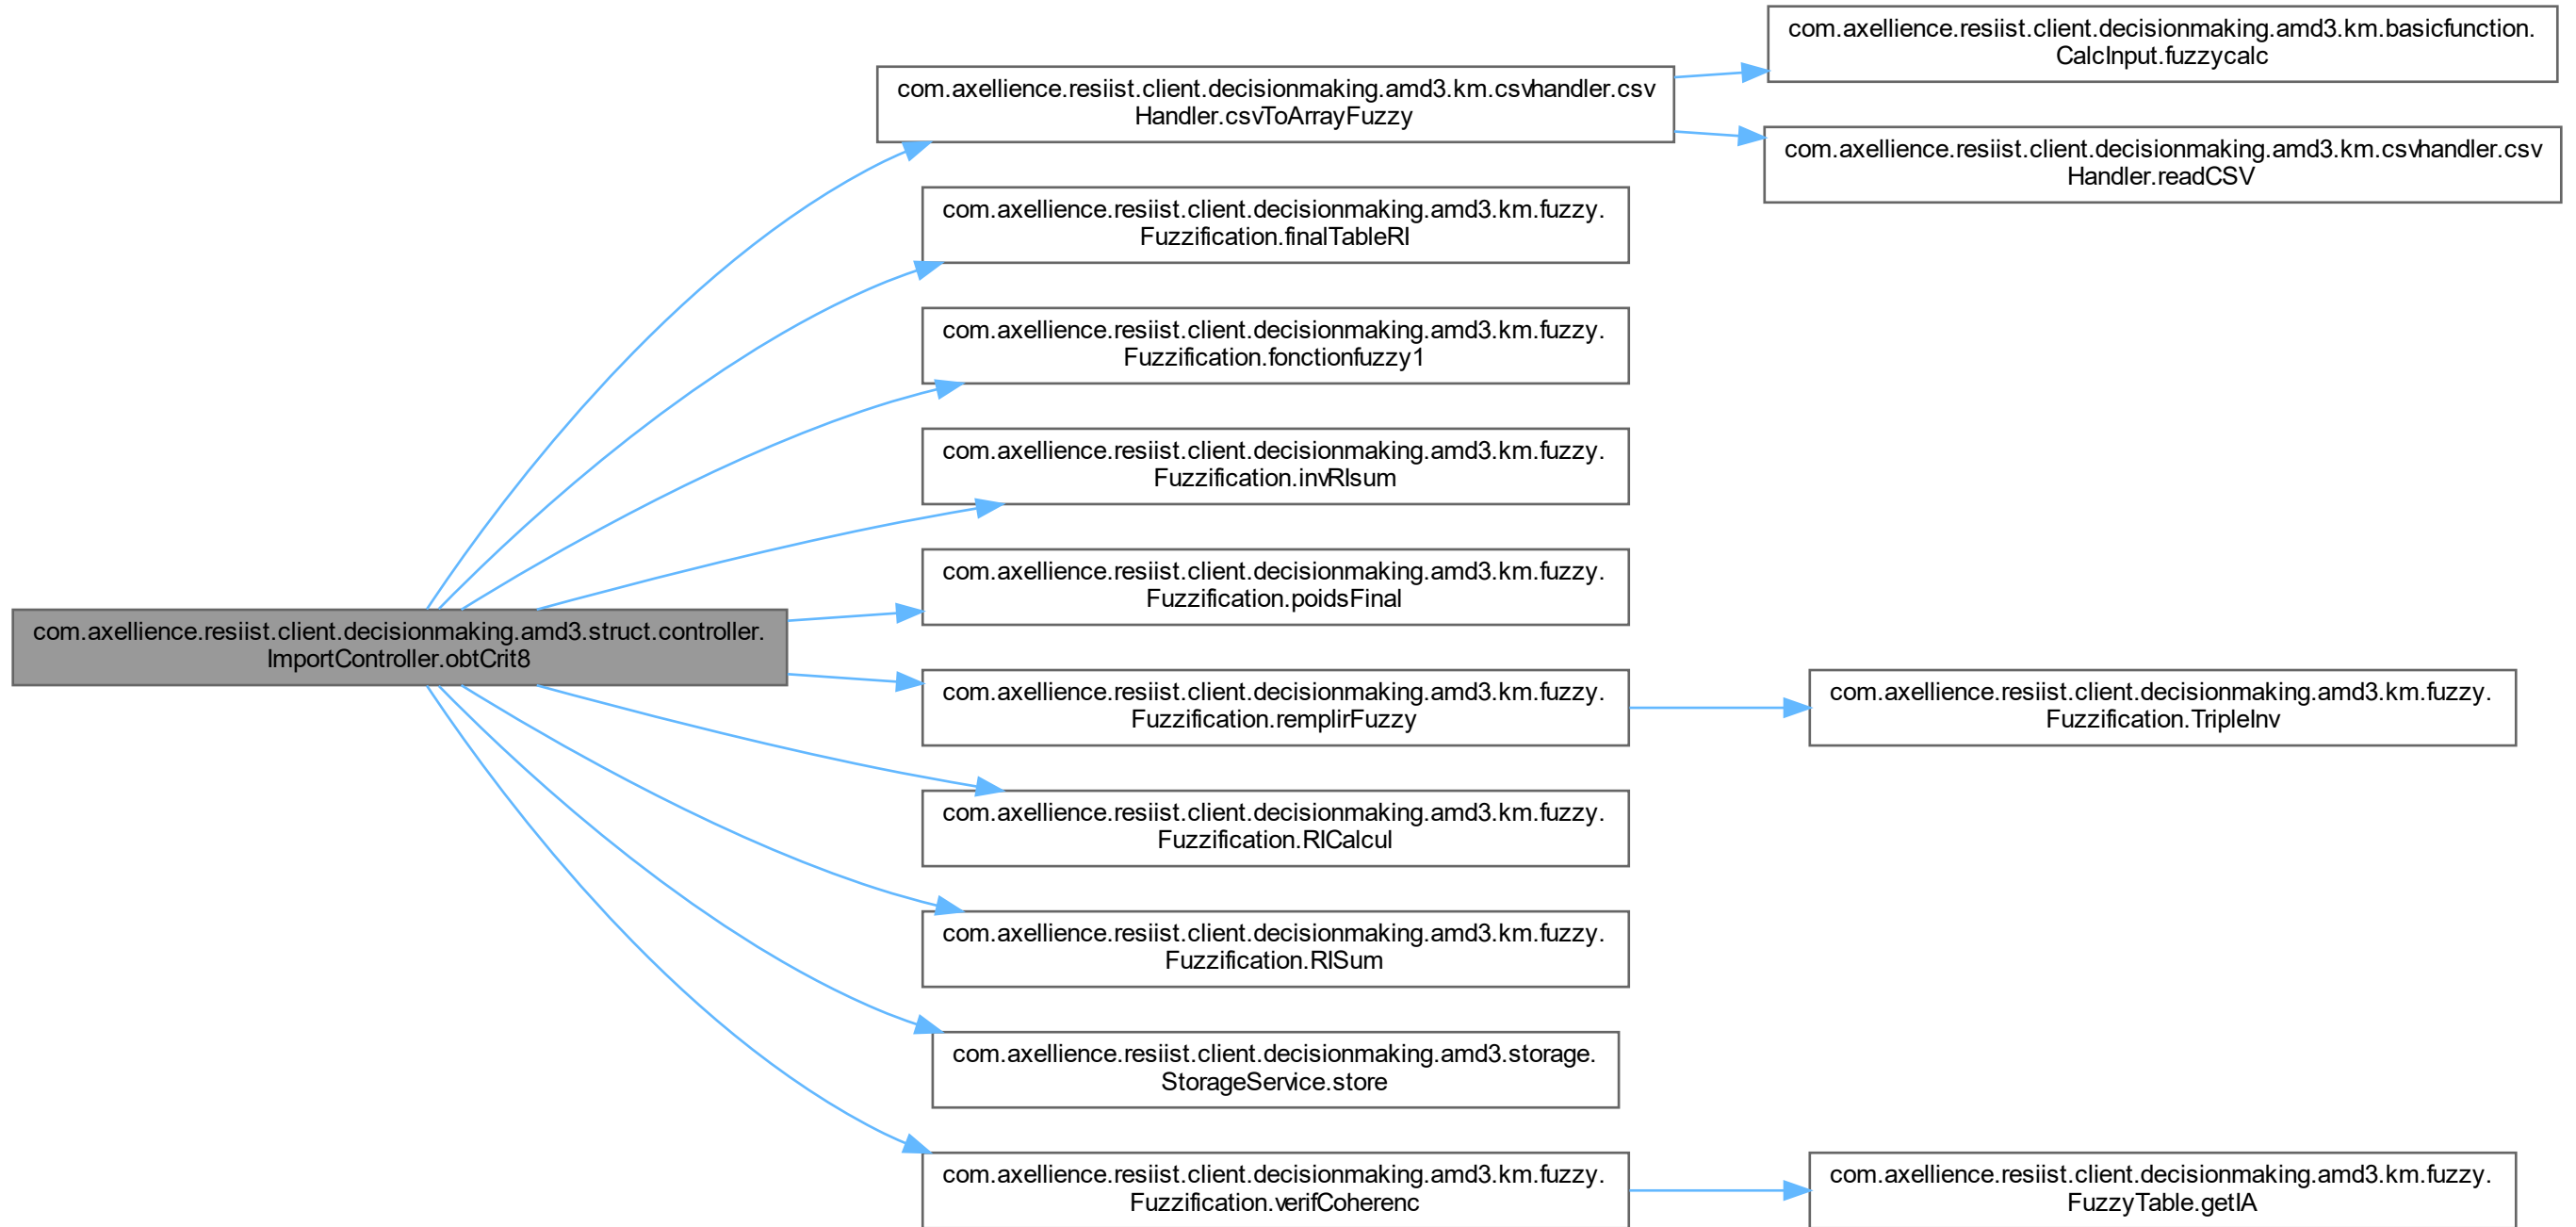 com.axellience.resiist.client.decisionmaking.amd3.struct.controller.
ImportController.obtCrit8
com.axellience.resiist.client.decisionmaking.amd3.km.csvhandler.csv
Handler.csvToArrayFuzzy
com.axellience.resiist.client.decisionmaking.amd3.km.basicfunction.
CalcInput.fuzzycalc
com.axellience.resiist.client.decisionmaking.amd3.km.csvhandler.csv
Handler.readCSV
com.axellience.resiist.client.decisionmaking.amd3.km.fuzzy.
Fuzzification.finalTableRI
com.axellience.resiist.client.decisionmaking.amd3.km.fuzzy.
Fuzzification.fonctionfuzzy1
com.axellience.resiist.client.decisionmaking.amd3.km.fuzzy.
Fuzzification.invRIsum
com.axellience.resiist.client.decisionmaking.amd3.km.fuzzy.
Fuzzification.poidsFinal
com.axellience.resiist.client.decisionmaking.amd3.km.fuzzy.
Fuzzification.remplirFuzzy
com.axellience.resiist.client.decisionmaking.amd3.km.fuzzy.
Fuzzification.TripleInv
com.axellience.resiist.client.decisionmaking.amd3.km.fuzzy.
Fuzzification.RICalcul
com.axellience.resiist.client.decisionmaking.amd3.km.fuzzy.
Fuzzification.RISum
com.axellience.resiist.client.decisionmaking.amd3.storage.
StorageService.store
com.axellience.resiist.client.decisionmaking.amd3.km.fuzzy.
Fuzzification.verifCoherenc
com.axellience.resiist.client.decisionmaking.amd3.km.fuzzy.
FuzzyTable.getIA